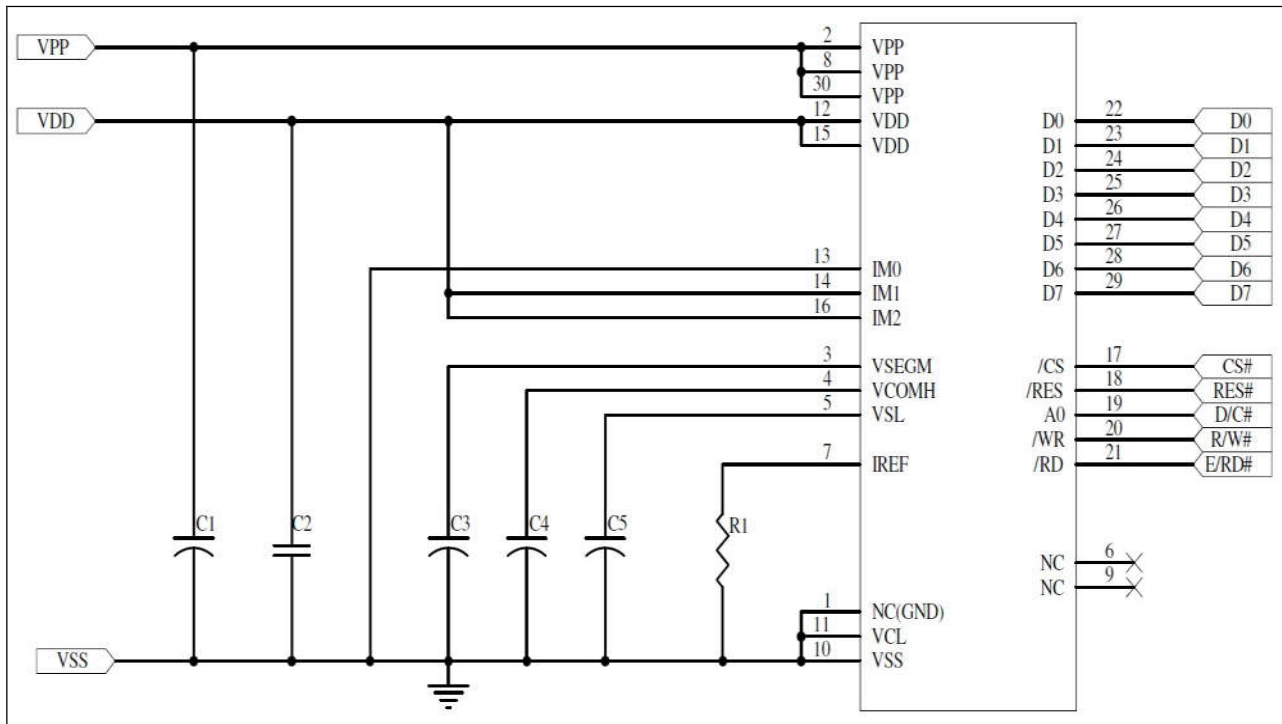 VPP 2 VPP
8 VPP
30 VPP
VDD 12 VDD D0 22 D0
15 VDD D1 23 D1
D2 24 D2
D3 25 D3
D4 26 D4
D5 27 D5
13 IM0 D6 28 D6
14 IM1 D7 29 D7
16 IM2
3 VSEGM /CS 17 CS#
4 VCOMH /RES 18 RES#
5 VSL A0 19 D/C#
/WR 20 R/W#
7 IREF /RD 21 E/RD#
C1 C2 C3 C4 C5 R1
NC 6
NC 9
1 NC(GND)
11 VCL
VSS 10 VSS